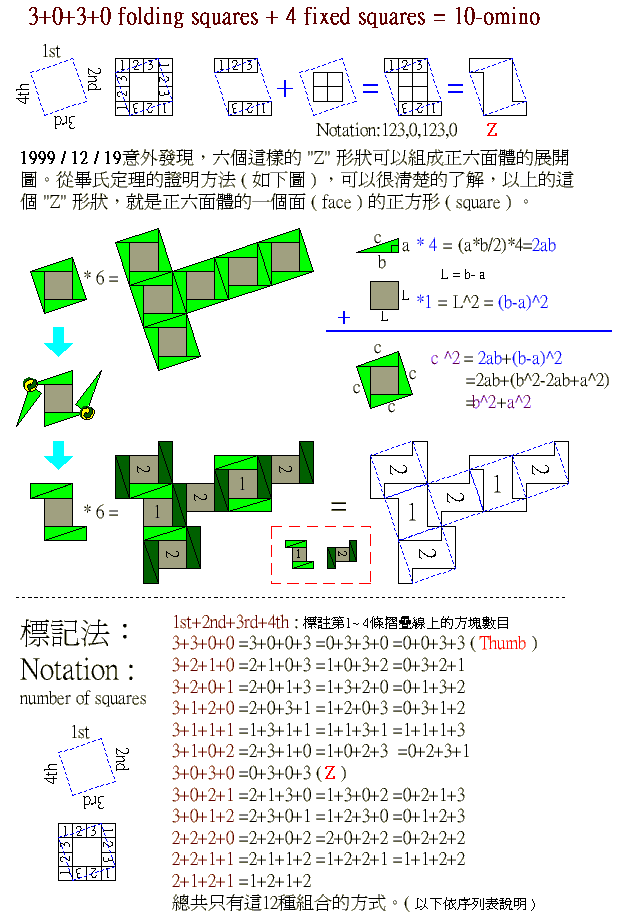 3+0+3+0 folding squares + 4 fixed squares = 10-omino
1st
2nd
3rd
4th
1 2 3
1 2 3
1 2 3
1 2 3
1 2 3
1 2 3
+
=
1 2 3
1 2 3
=
Notation:123,0,123,0
Z
1999 / 12 / 19意外發現，六個這樣的 "Z" 形狀可以組成正六面體的展開
圖。從畢氏定理的證明方法 ( 如下圖 )，可以很清楚的了解，以上的這
個 "Z" 形狀，就是正六面體的一個面 ( face ) 的正方形 ( square ) 。
* 6 =
c
a
b
* 4 = (a*b/2)*4=2ab
L = b- a
L
L
*1 = L^2 = (b-a)^2
+
c
c
c
c
c ^2 = 2ab+(b-a)^2
=2ab+(b^2-2ab+a^2)
=b^2+a^2
* 6 =
2
1
2
1
2
2
=
1
2
2
1
2
1
2
2
標記法：
Notation :
number of squares
1st
2nd
3rd
4th
1 2 3
1 2 3
1 2 3
1 2 3
1st+2nd+3rd+4th : 標註第1~ 4條摺疊線上的方塊數目
3+3+0+0 =3+0+0+3 =0+3+3+0 =0+0+3+3 ( Thumb )
3+2+1+0 =2+1+0+3 =1+0+3+2 =0+3+2+1
3+2+0+1 =2+0+1+3 =1+3+2+0 =0+1+3+2
3+1+2+0 =2+0+3+1 =1+2+0+3 =0+3+1+2
3+1+1+1 =1+3+1+1 =1+1+3+1 =1+1+1+3
3+1+0+2 =2+3+1+0 =1+0+2+3 =0+2+3+1
3+0+3+0 =0+3+0+3 ( Z )
3+0+2+1 =2+1+3+0 =1+3+0+2 =0+2+1+3
3+0+1+2 =2+3+0+1 =1+2+3+0 =0+1+2+3
2+2+2+0 =2+2+0+2 =2+0+2+2 =0+2+2+2
2+2+1+1 =2+1+1+2 =1+2+2+1 =1+1+2+2
2+1+2+1 =1+2+1+2
總共只有這12種組合的方式。( 以下依序列表說明 )